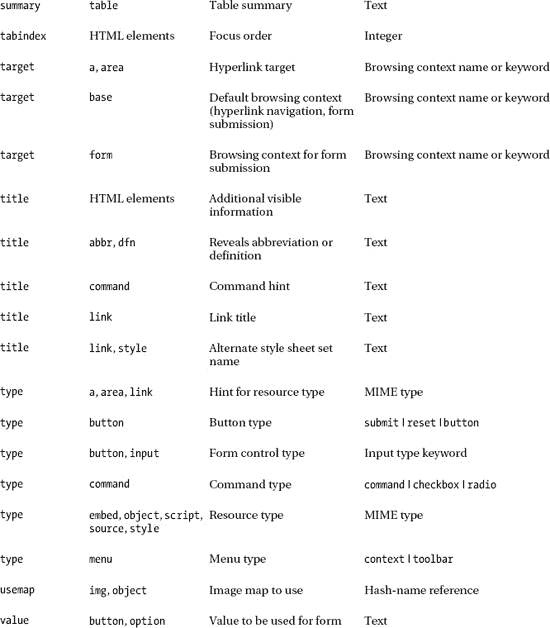 summary table Table summary Text
tabindex HTML elements Focus order Integer
target a, area Hyperlink target Browsing context name or keyword
target base Default browsing context Browsing context name or keyword
(hyperlink navigation, form
submission)
target form Browsing context for form Browsing context name or keyword
submission
title HTML elements Additional visible Text
information
title abbr, dfn Reveals abbreviation or Text
definition
title command Command hint Text
title link Link title Text
title link, style Alternate style sheet set Text
name
type a, area, link Hint for resource type MIME type
type button Button type submit | reset | button
type button, input Form control type Input type keyword
type command Command type command | checkbox | radio
type embed, object, script, Resource type MIME type
source, style
type menu Menu type context | toolbar
usemap img, object Image map to use Hash-name reference
value button, option Value to be used for form Text